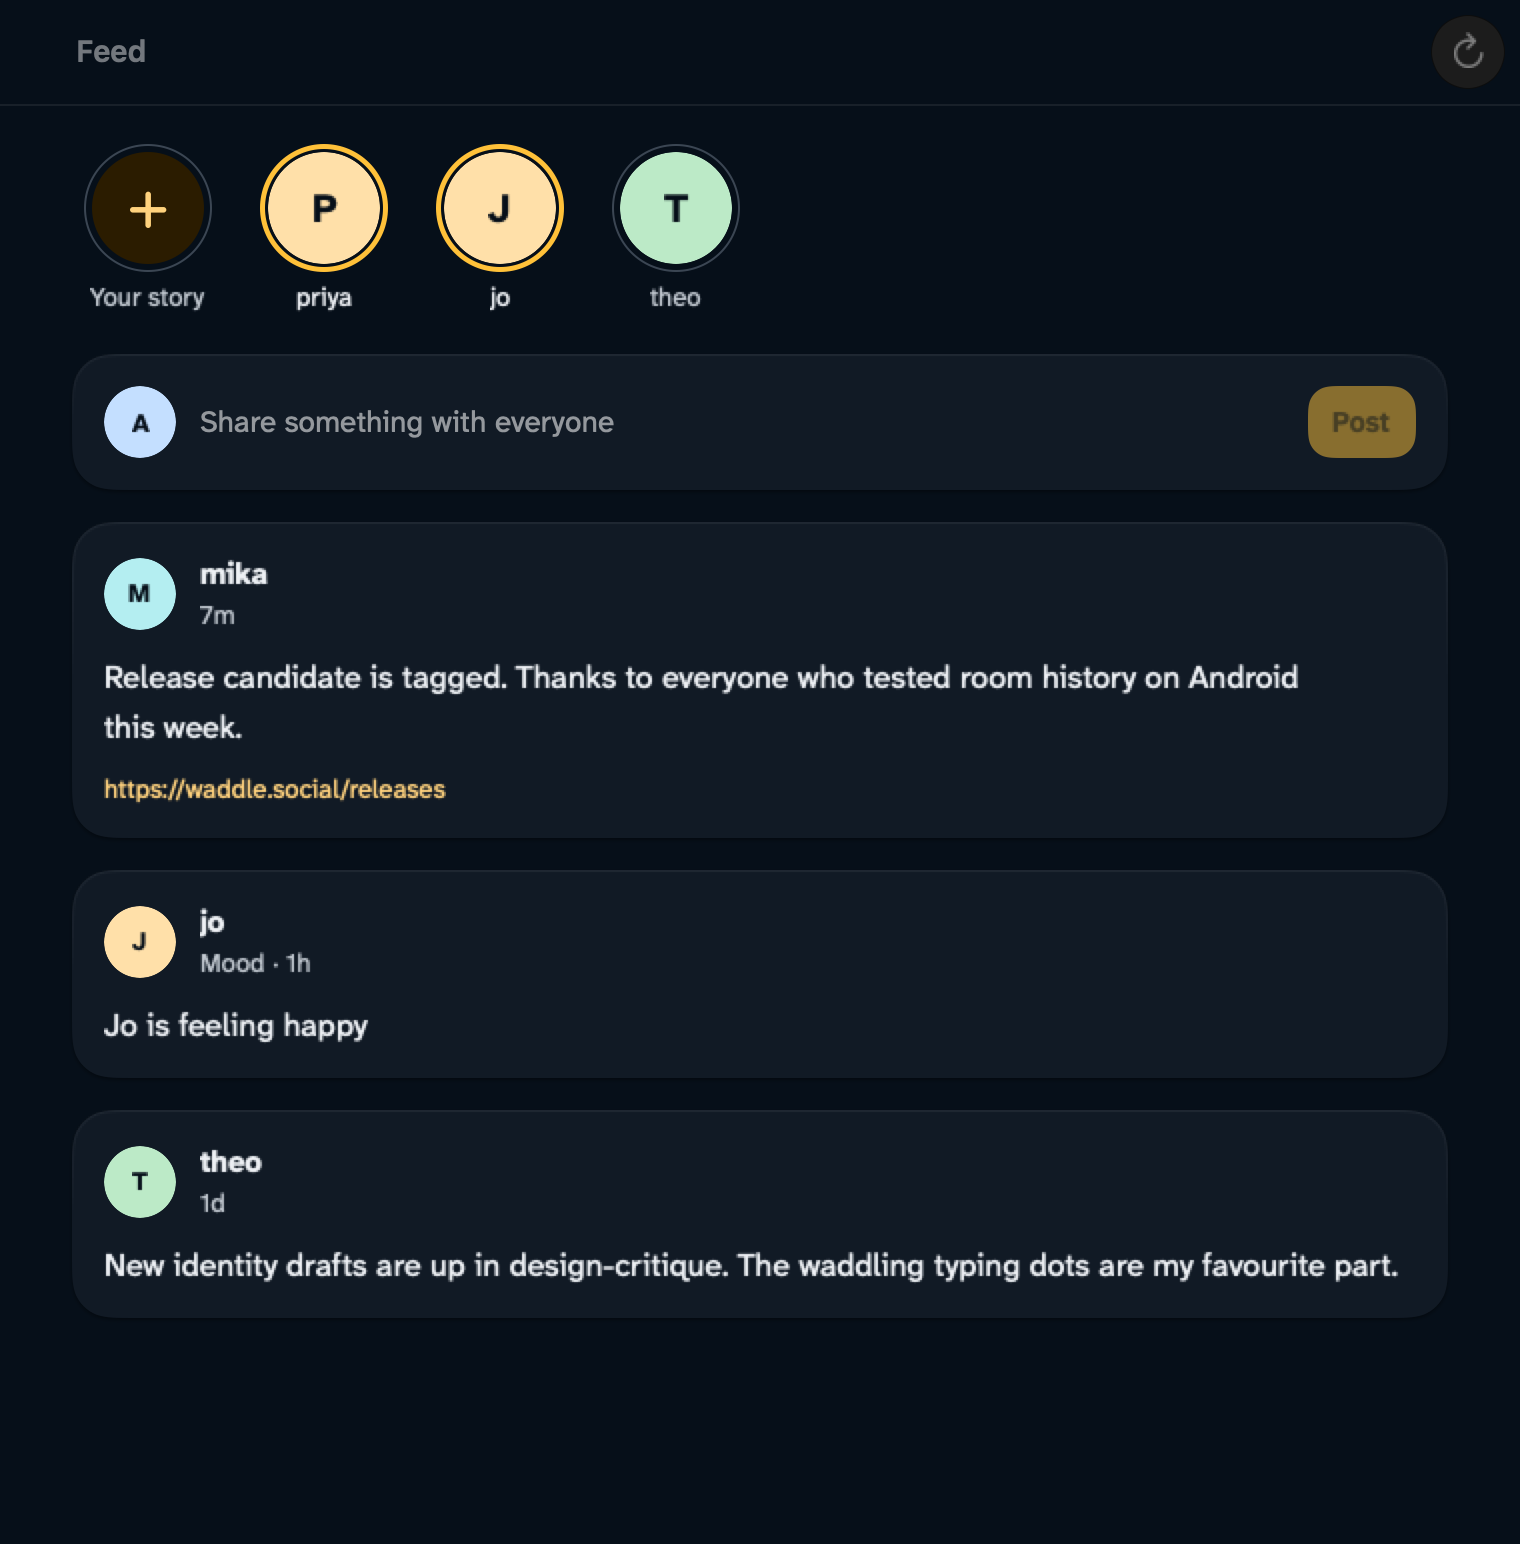 Feed
P
J
T
Your story
priya
jo
theo
A
Share something with everyone
Post
M
mika
7m
Release candidate is tagged. Thanks to everyone who tested room history on Android
this week.
https://waddle.social/releases
J
jo
Mood · 1h
Jo is feeling happy
T
theo
1d
New identity drafts are up in design-critique. The waddling typing dots are my favourite part.